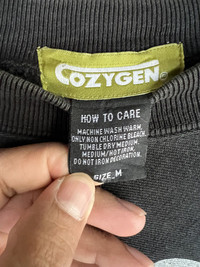 COZYGEN®
HOW TO CARE
MACHINE WASH WARM,
ONLY NON CHLORINE BLEACH,
TUMBLE DRY MEDIUM,
MEDIUM/HOT IRON,
DO NOT IRON DECORATION.
SIZE M